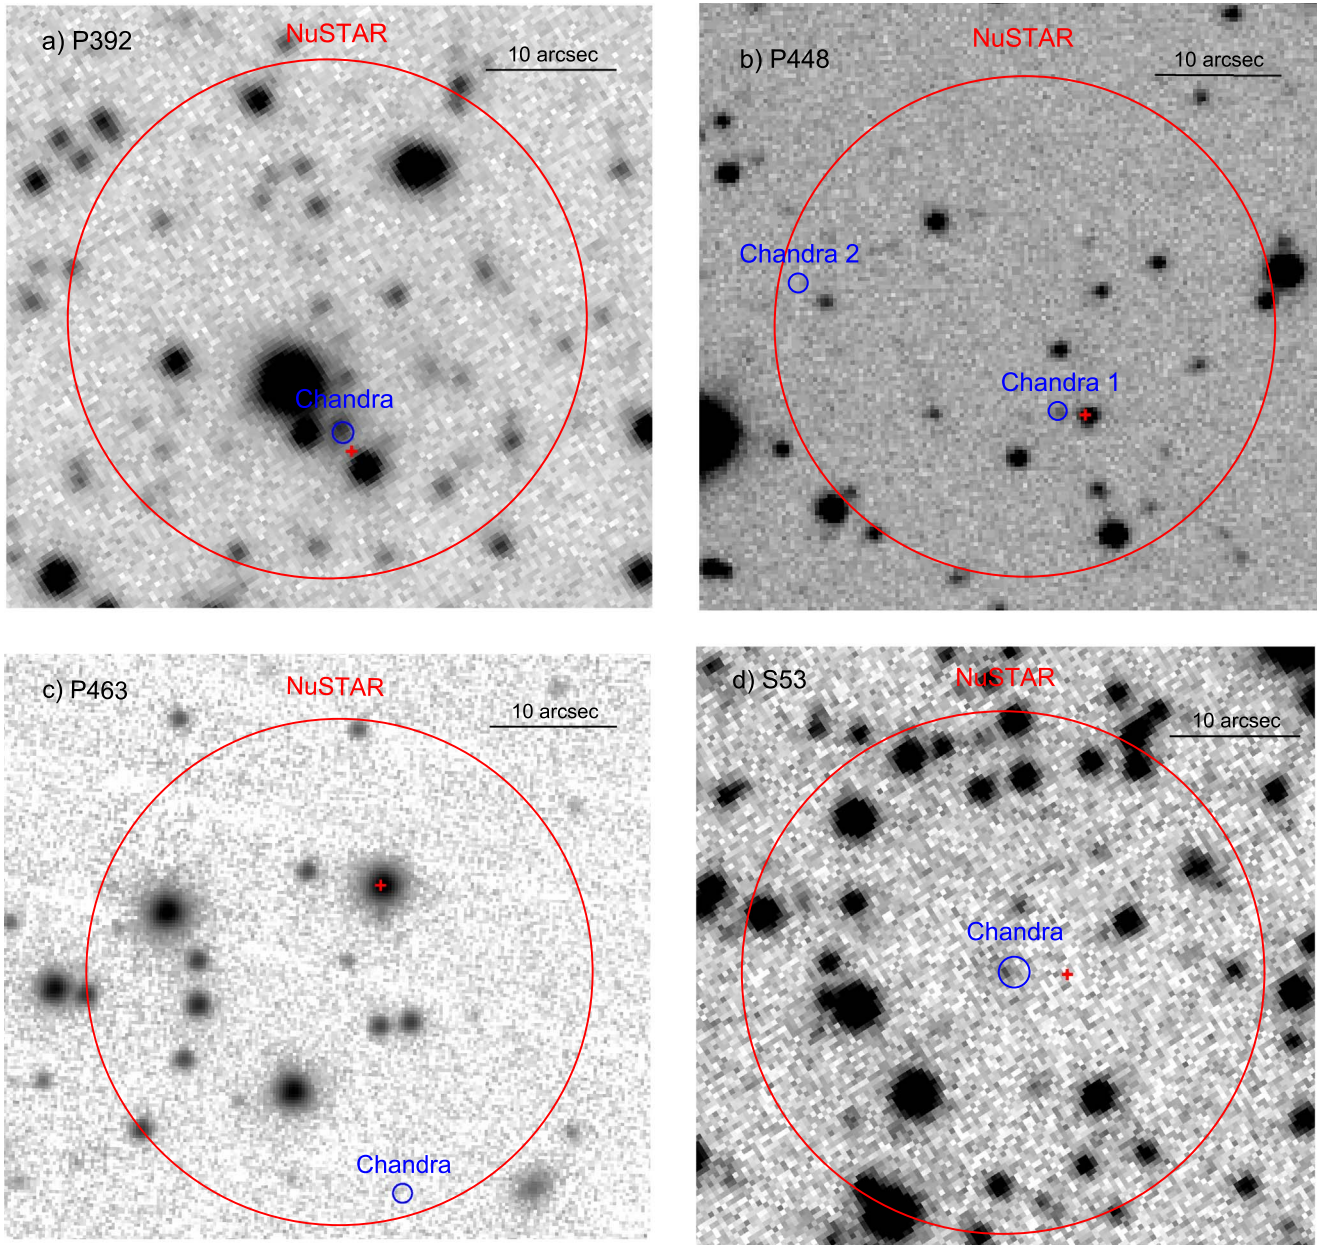 a) P392
NuSTAR
10 arcsec
Chandra
b) P448
NuSTAR
10 arcsec
Chandra 2
Chandra 1
c) P463
NuSTAR
10 arcsec
Chandra
d) S53
NuSTAR
10 arcsec
Chandra